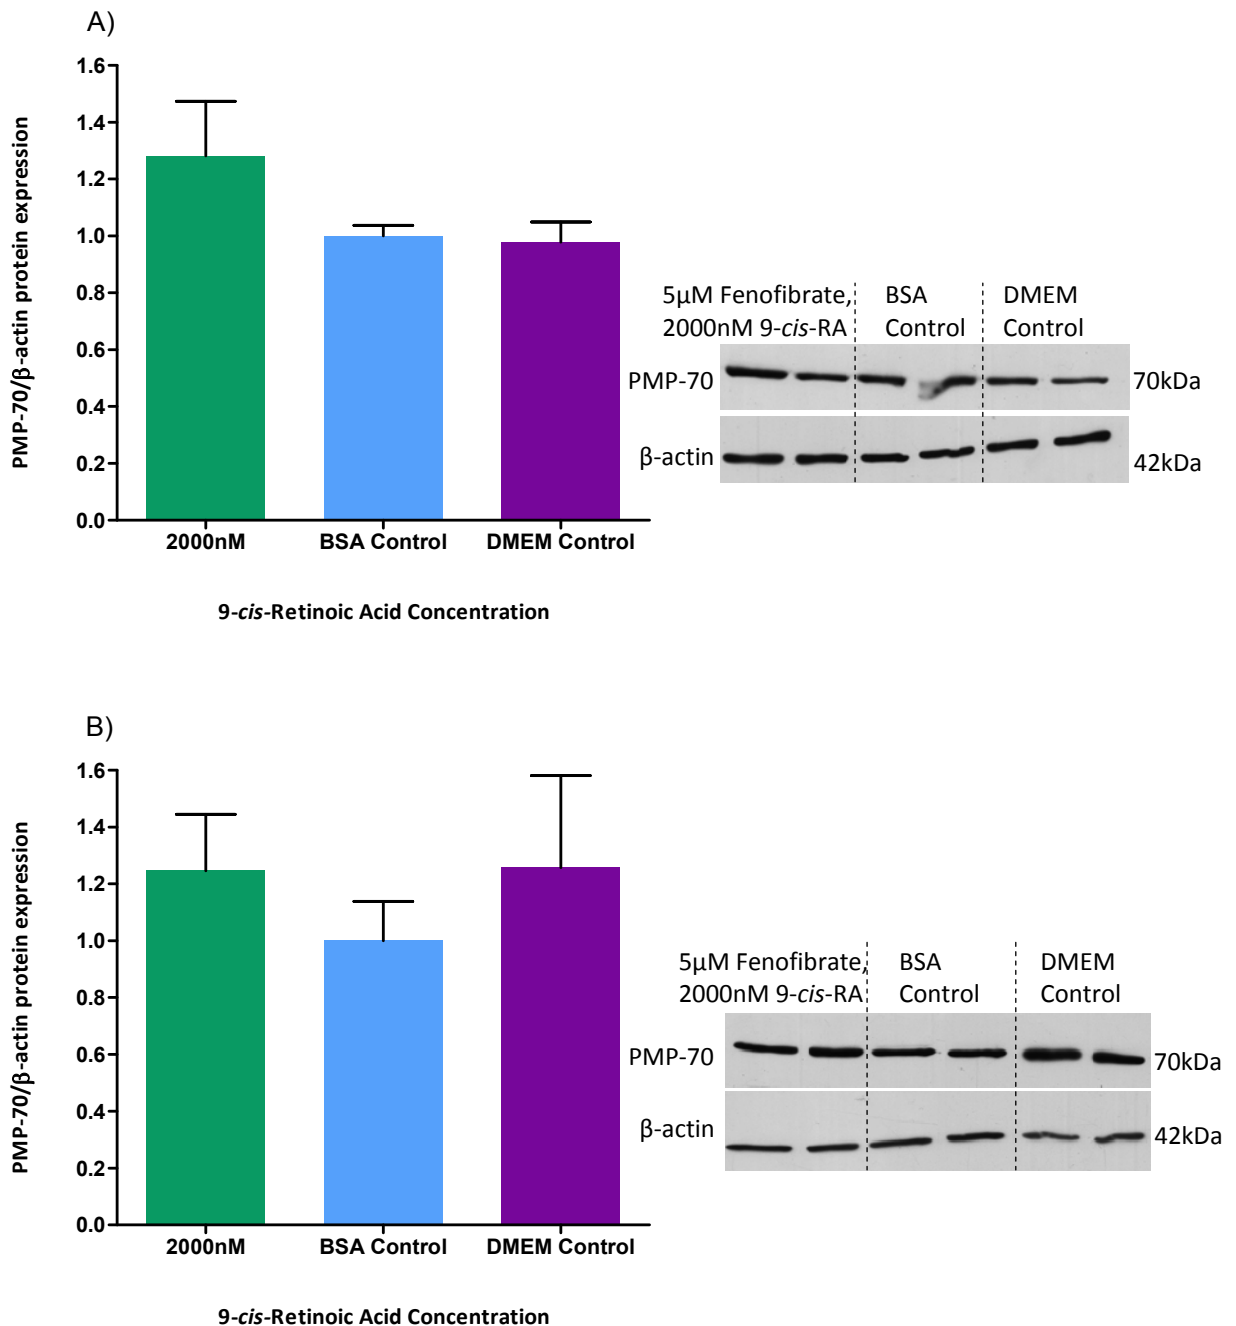 A)
1.6
1.4
1.2
1.0
0.8
0.6
0.4
0.2
0.0
PMP-70/β-actin protein expression
2000nM BSA Control DMEM Control
9-cis-Retinoic Acid Concentration
5µM Fenofibrate, BSA DMEM
2000nM 9-cis-RA Control Control
PMP-70 70kDa
β-actin 42kDa
B)
1.6
1.4
1.2
1.0
0.8
0.6
0.4
0.2
0.0
PMP-70/β-actin protein expression
2000nM BSA Control DMEM Control
9-cis-Retinoic Acid Concentration
5µM Fenofibrate, BSA DMEM
2000nM 9-cis-RA Control Control
PMP-70 70kDa
β-actin 42kDa